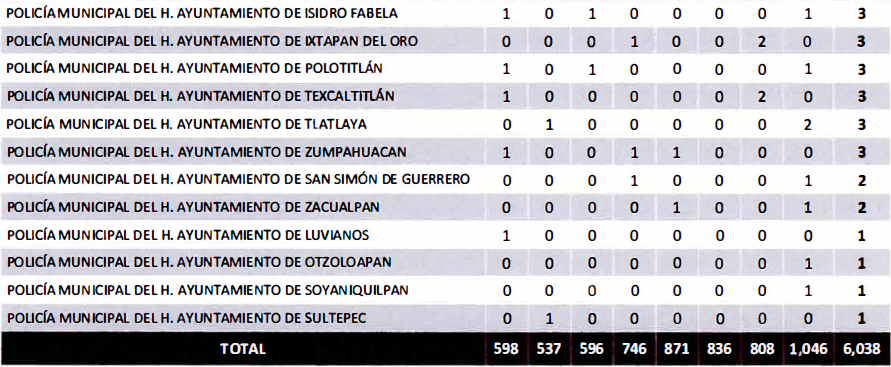 POLICÍA MUNICIPAL DEL H. AYUNTAMIENTO DE ISIDRO FABELA 1 0 1 0 0 0 0 1 3
POLICÍA MUNICIPAL DEL H. AYUNTAMIENTO DE IXTAPAN DEL ORO 0 0 0 1 0 0 2 0 3
POLICÍA MUNICIPAL DEL H. AYUNTAMIENTO DE POLOTITLÁN 1 0 1 0 0 0 0 1 3
POLICÍA MUNICIPAL DEL H. AYUNTAMIENTO DE TEXCALTITLÁN 1 0 0 0 0 0 2 0 3
POLICÍA MUNICIPAL DEL H. AYUNTAMIENTO DE TLATLAYA 0 1 0 0 0 0 0 2 3
POLICÍA MUNICIPAL DEL H. AYUNTAMIENTO DE ZUMPAHUACAN 1 0 0 1 1 0 0 0 3
POLICÍA MUNICIPAL DEL H. AYUNTAMIENTO DE SAN SIMÓN DE GUERRERO 0 0 0 1 0 0 0 1 2
POLICÍA MUNICIPAL DEL H. AYUNTAMIENTO DE ZACUALPAN 0 0 0 0 1 0 0 1 2
POLICÍA MUNICIPAL DEL H. AYUNTAMIENTO DE LUVIANOS 1 0 0 0 0 0 0 0 1
POLICÍA MUNICIPAL DEL H. AYUNTAMIENTO DE OTZOLOAPAN 0 0 0 0 0 0 0 1 1
POLICÍA MUNICIPAL DEL H. AYUNTAMIENTO DE SOYANIQUILPAN 0 0 0 0 0 0 0 1 1
POLICÍA MUNICIPAL DEL H. AYUNTAMIENTO DE SULTEPEC 0 1 0 0 0 0 0 0 1
TOTAL 598 537 596 746 871 836 808 1,046 6,038